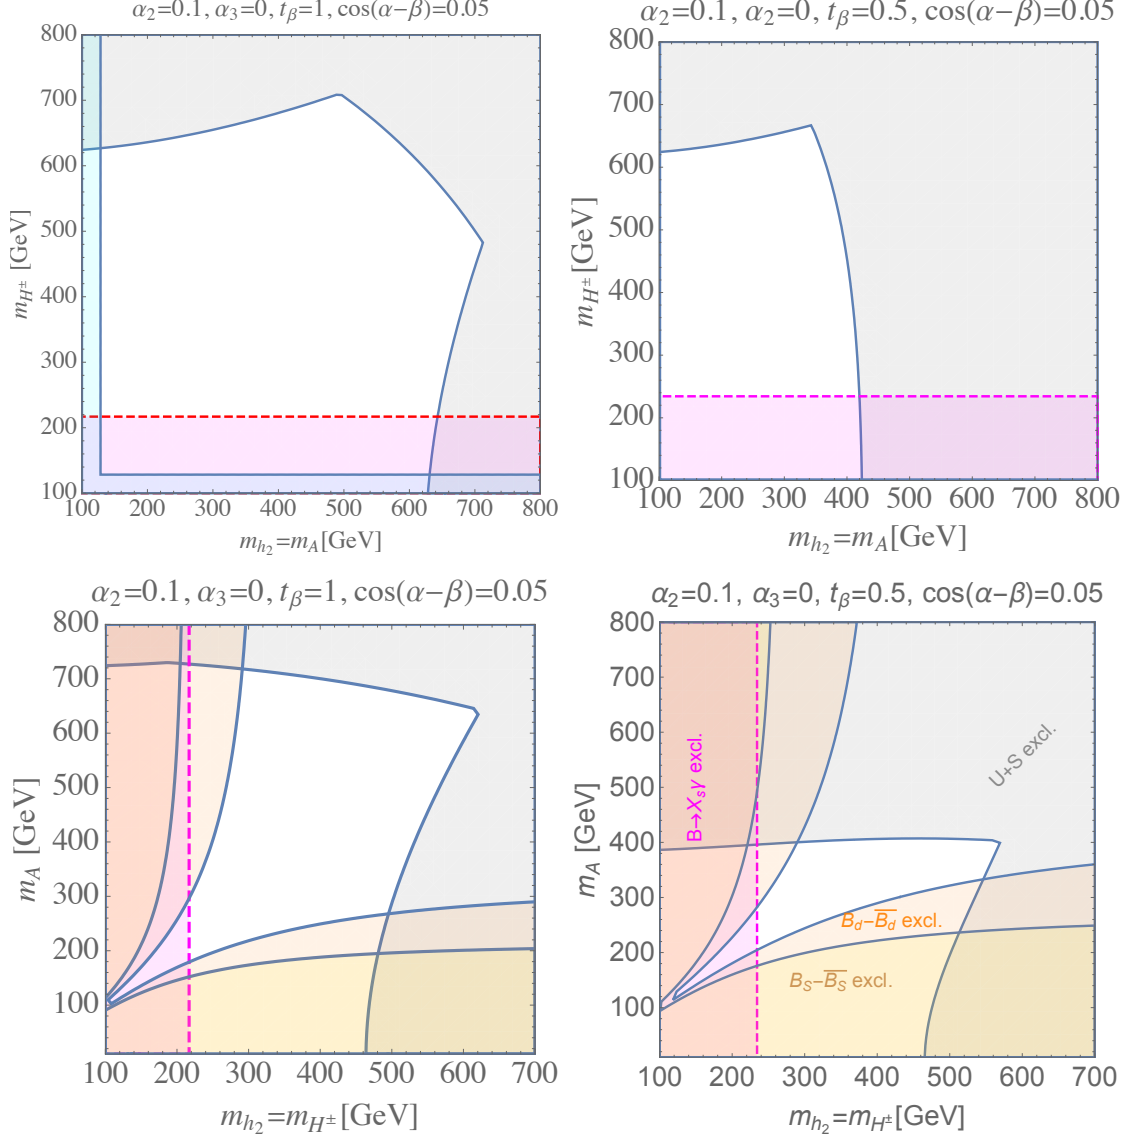 α₂=0.1, α₃=0, t_β=1, cos(α−β)=0.05
800
700
600
500
400
300
200
100
m_{H^±} [GeV]
100 200 300 400 500 600 700 800
m_{h₂}=m_A[GeV]
α₂=0.1, α₂=0, t_β=0.5, cos(α−β)=0.05
800
700
600
500
400
300
200
100
m_{H^±} [GeV]
100 200 300 400 500 600 700 800
m_{h₂}=m_A[GeV]
α₂=0.1, α₃=0, t_β=1, cos(α−β)=0.05
800
700
600
500
400
300
200
100
m_A [GeV]
100 200 300 400 500 600 700
m_{h₂}=m_{H^±}[GeV]
α₂=0.1, α₃=0, t_β=0.5, cos(α−β)=0.05
800
700
600
500
400
300
200
100
m_A [GeV]
B→X_sγ excl.
U+S excl.
B_d−\overline{B_d} excl.
B_S−\overline{B_S} excl.
100 200 300 400 500 600 700
m_{h₂}=m_{H^±}[GeV]